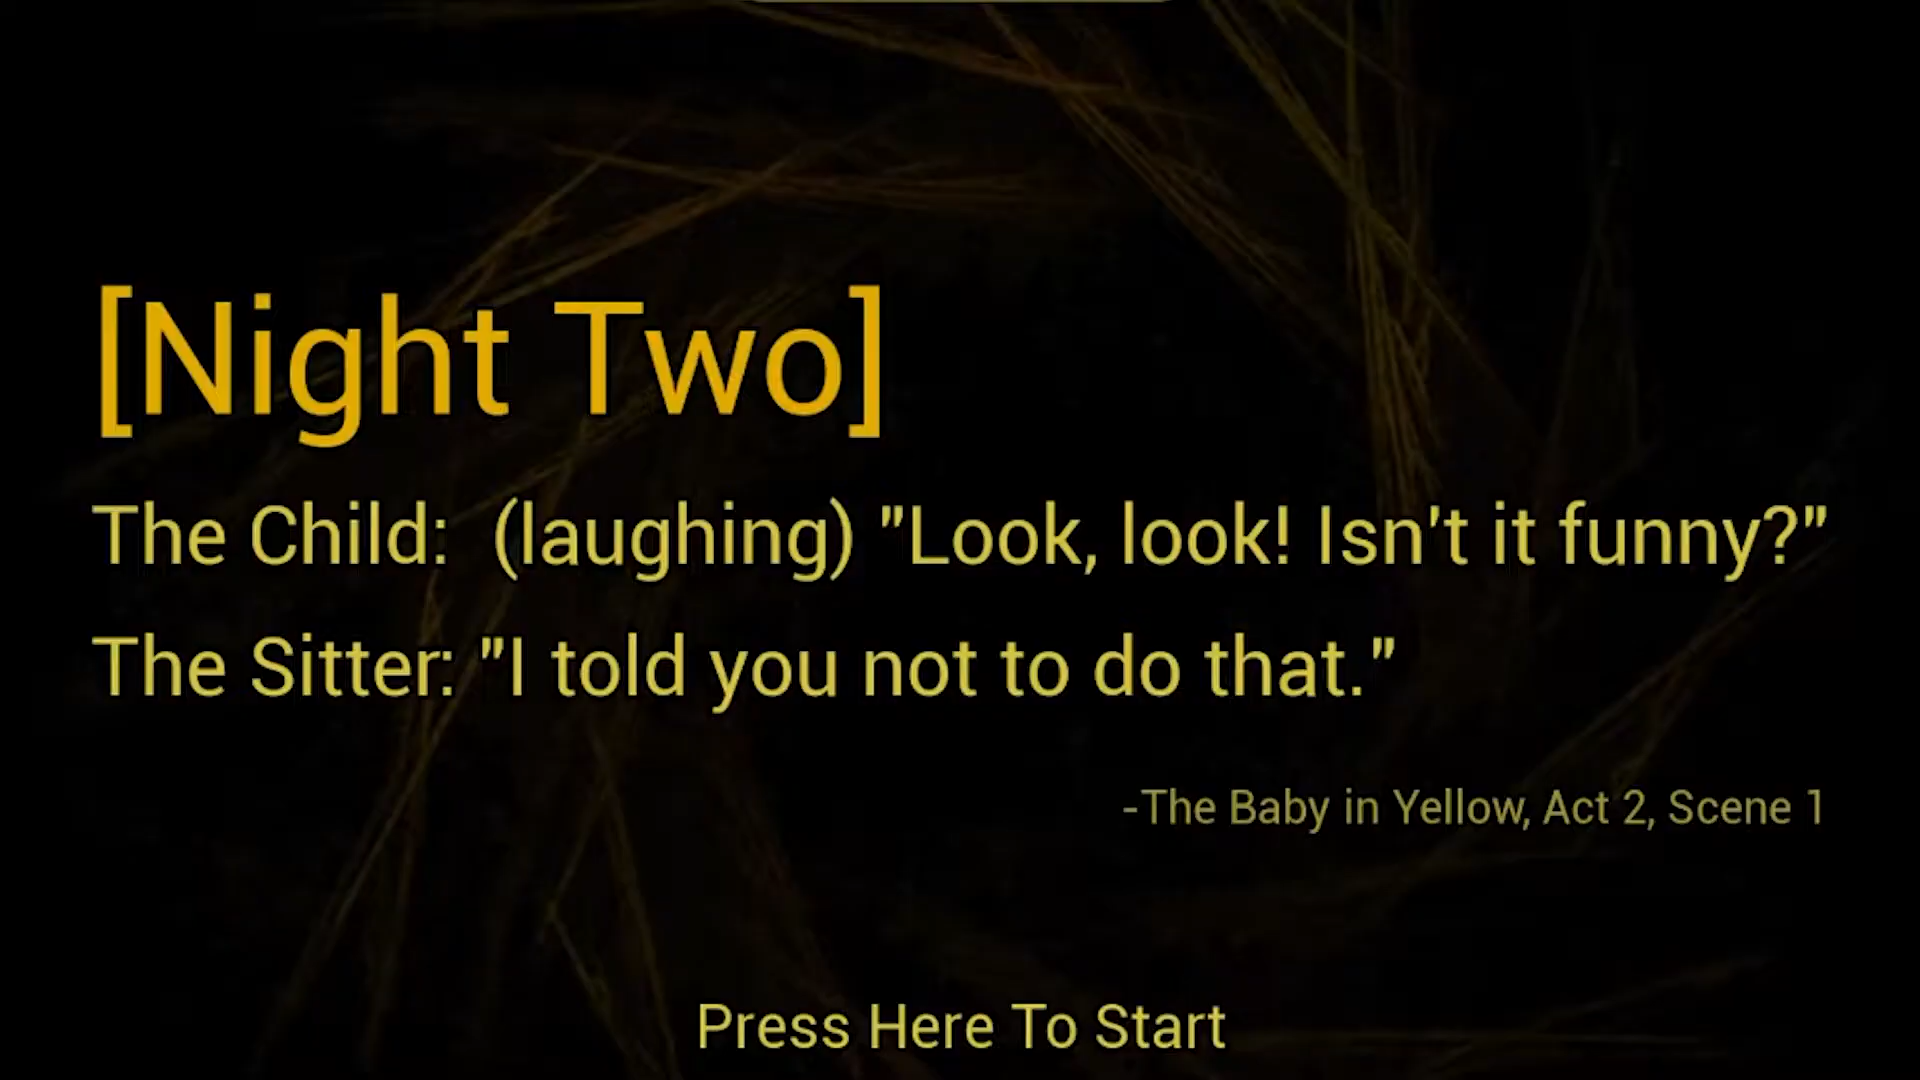 [Night Two]
The Child:  (laughing) "Look, look! Isn't it funny?"
The Sitter: "I told you not to do that."
-The Baby in Yellow, Act 2, Scene 1
Press Here To Start